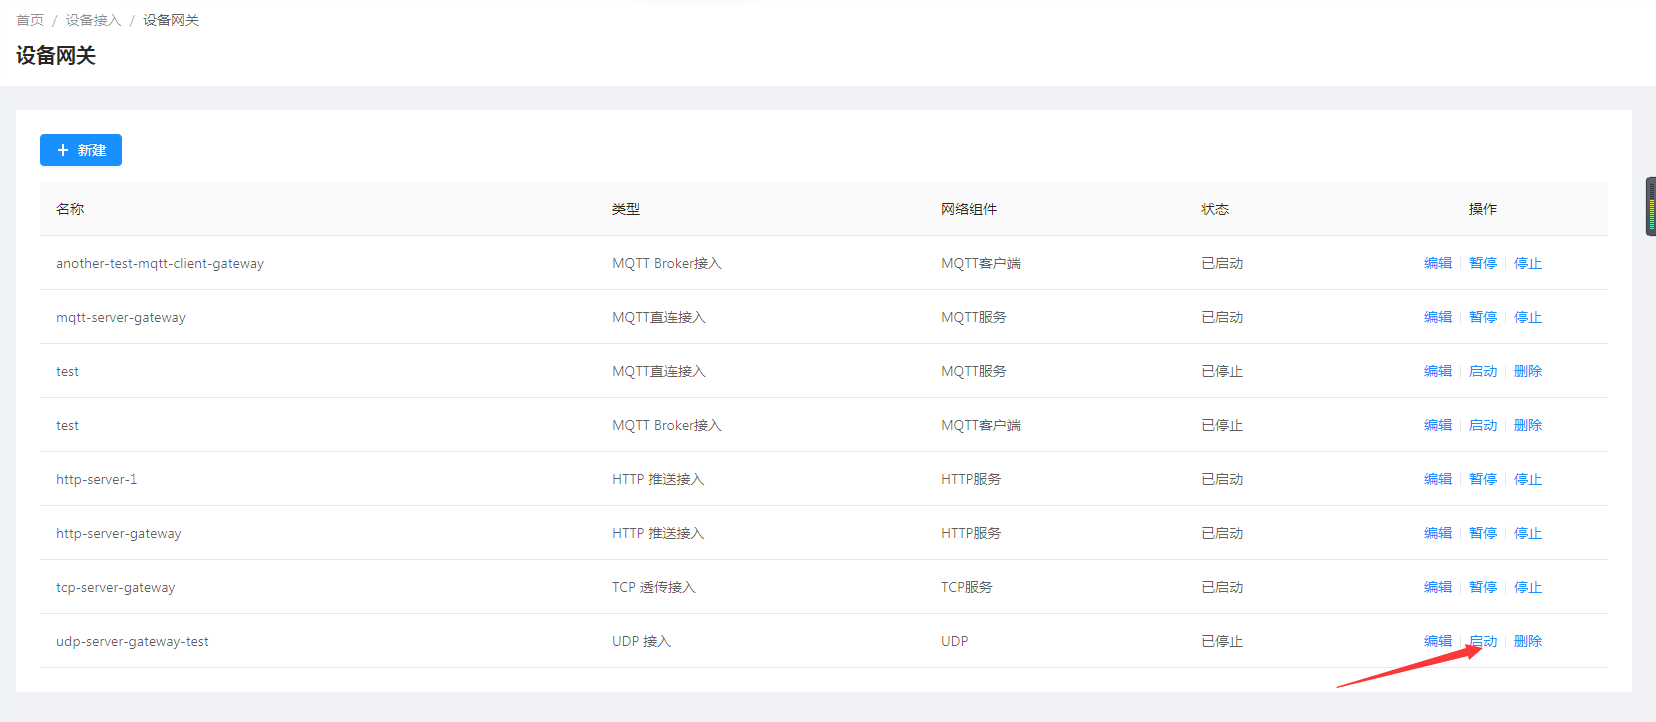 首页 / 设备接入 / 设备网关
设备网关
+ 新建
名称 类型 网络组件 状态 操作
another-test-mqtt-client-gateway MQTT Broker接入 MQTT客户端 已启动 编辑 暂停 停止
mqtt-server-gateway MQTT直连接入 MQTT服务 已启动 编辑 暂停 停止
test MQTT直连接入 MQTT服务 已停止 编辑 启动 删除
test MQTT Broker接入 MQTT客户端 已停止 编辑 启动 删除
http-server-1 HTTP 推送接入 HTTP服务 已启动 编辑 暂停 停止
http-server-gateway HTTP 推送接入 HTTP服务 已启动 编辑 暂停 停止
tcp-server-gateway TCP 透传接入 TCP服务 已启动 编辑 暂停 停止
udp-server-gateway-test UDP 接入 UDP 已停止 编辑 启动 删除